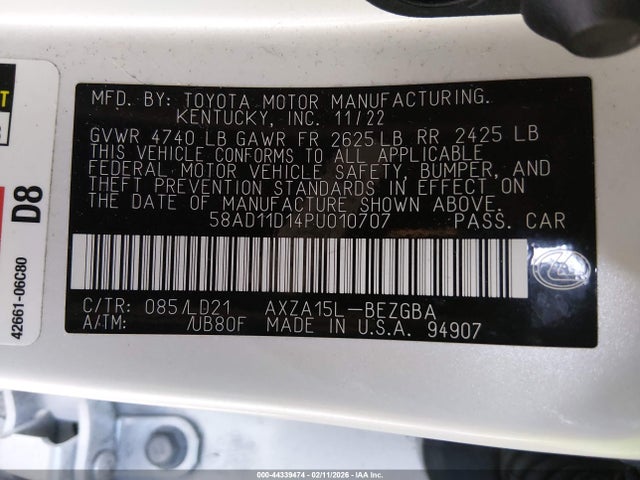 MFD. BY: TOYOTA MOTOR MANUFACTURING.
KENTUCKY, INC. 11/22
GVWR 4740 LB GAWR FR 2625 LB RR 2425 LB
THIS VEHICLE CONFORMS TO ALL APPLICABLE
FEDERAL MOTOR VEHICLE SAFETY, BUMPER, AND
THEFT PREVENTION STANDARDS IN EFFECT ON
THE DATE OF MANUFACTURE SHOWN ABOVE.
58AD11D14PU010707 PASS. CAR
C/TR: 085/LD21 AXZA15L-BEZGBA
A/TM: /UB80F MADE IN U.S.A. 94907
D8
42661-06C80
000-44339474 02/11/2026 IAAI.COM